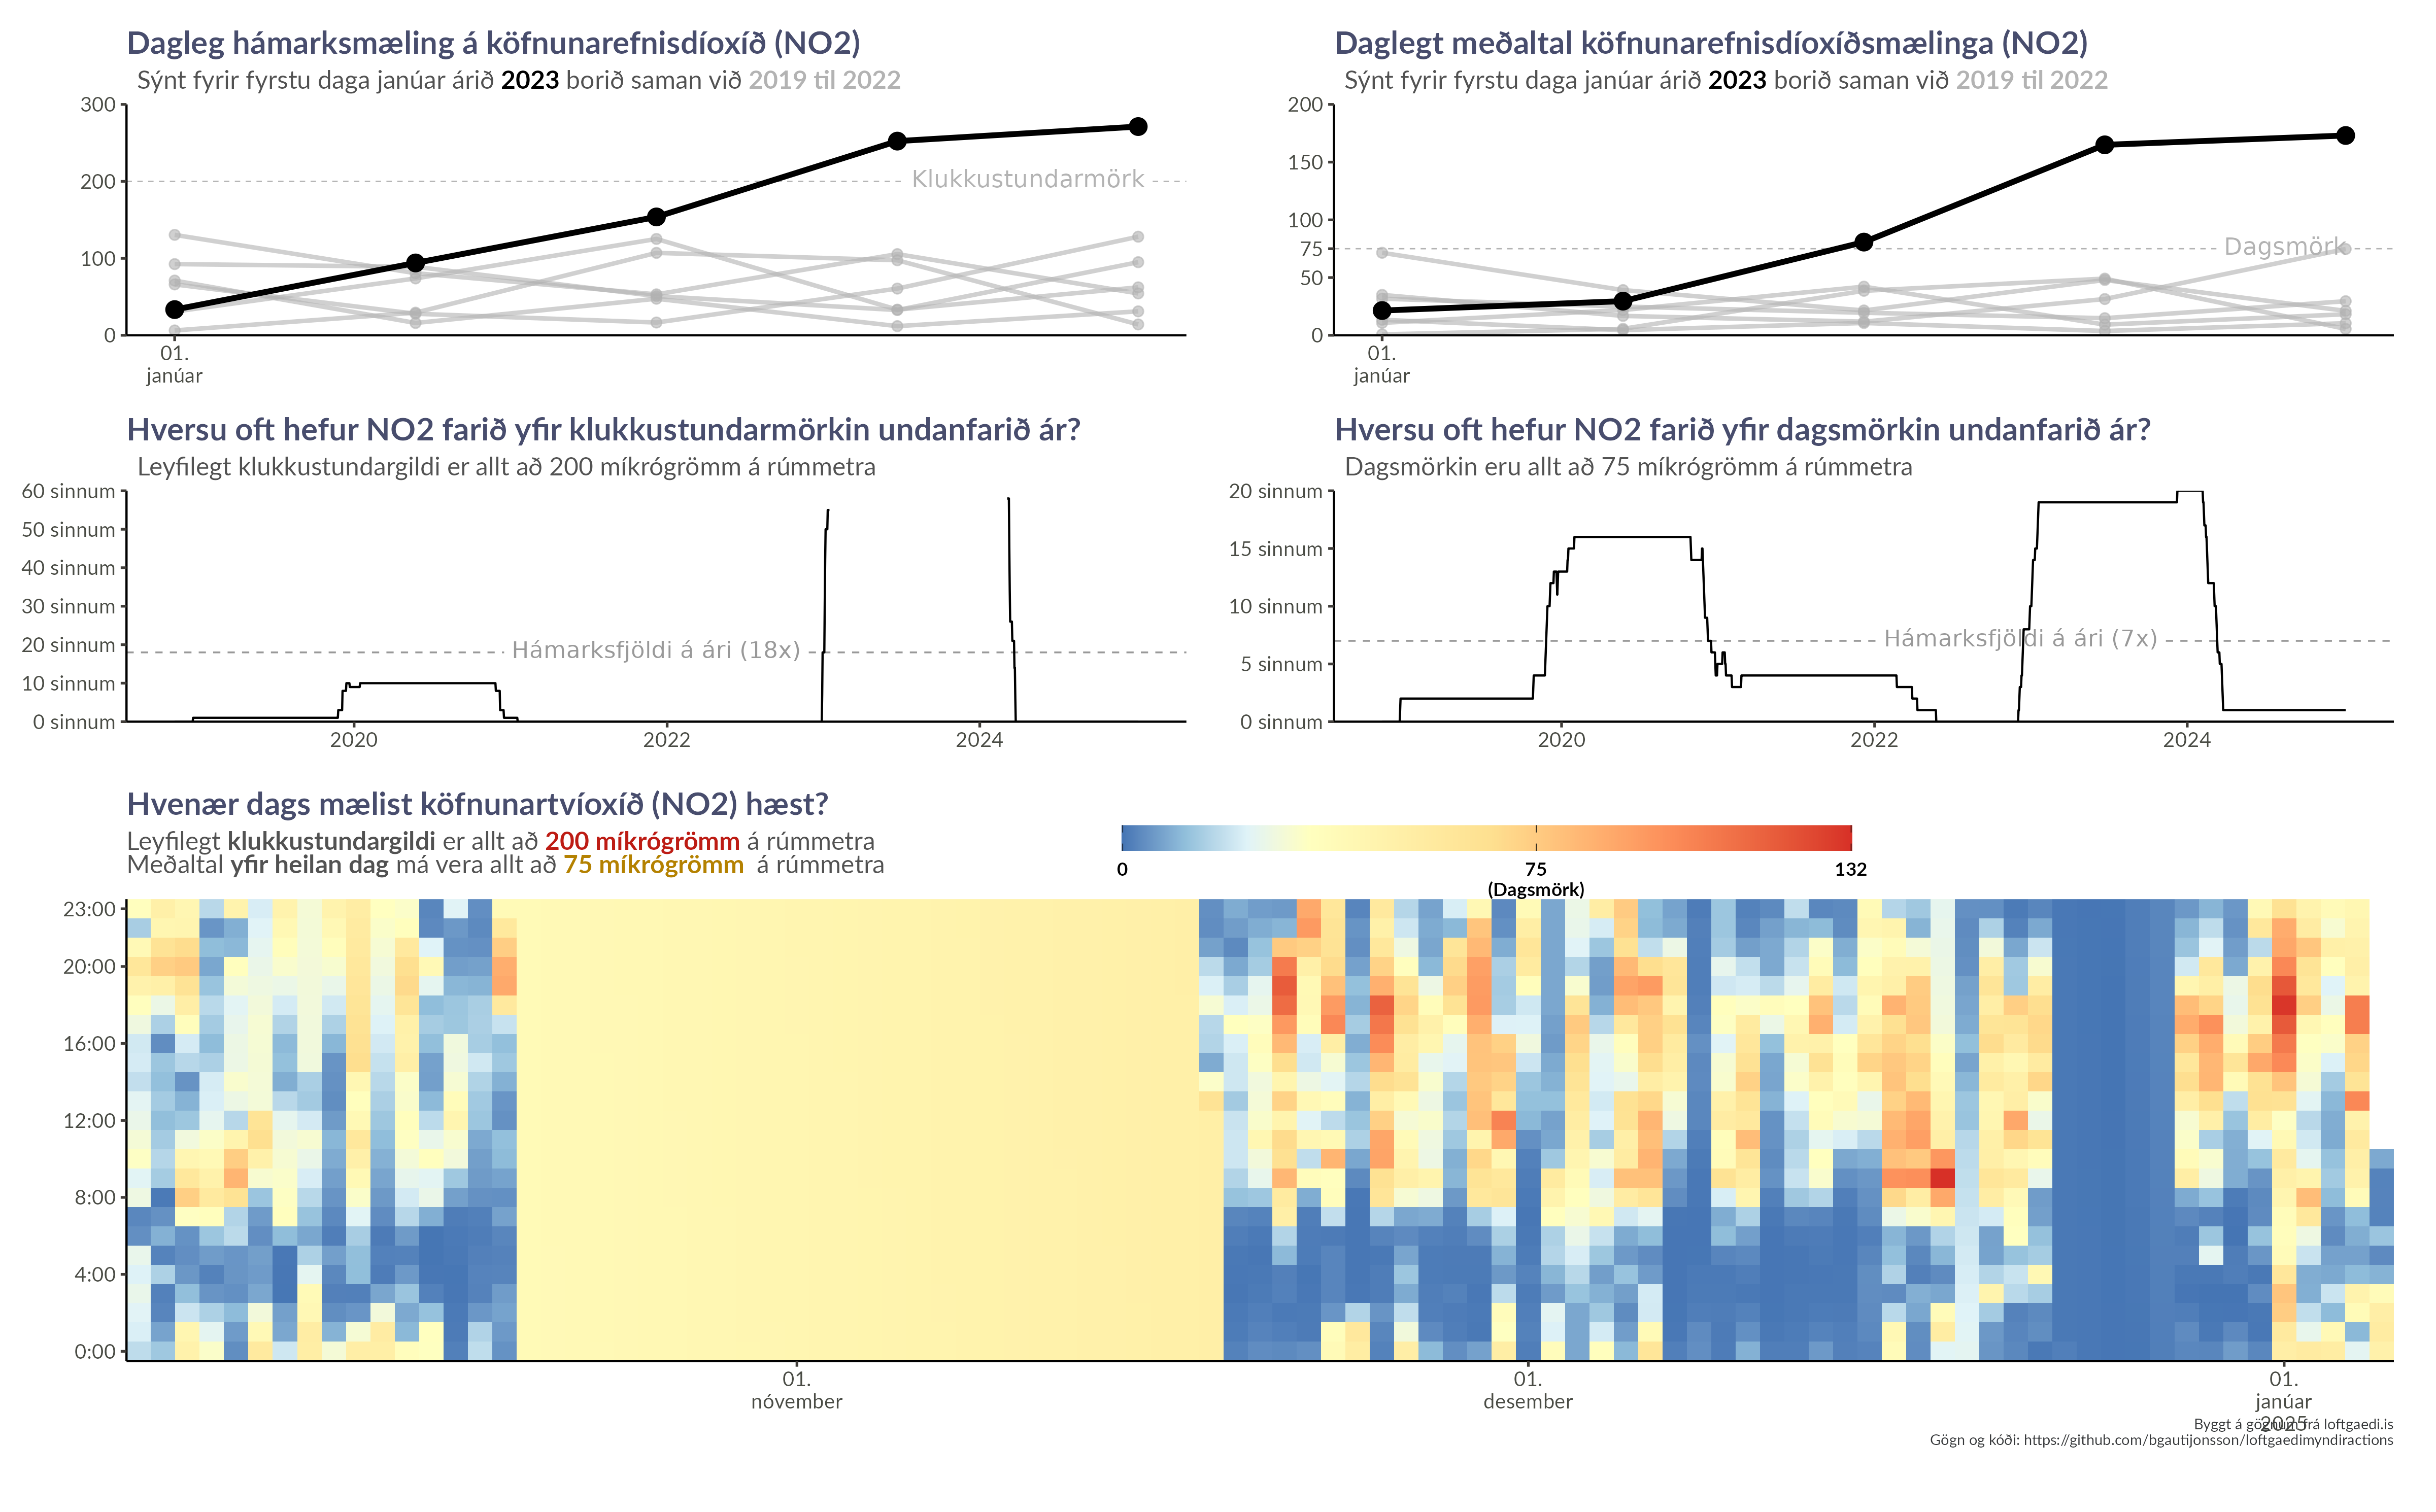 Dagleg hámarksmæling á köfnunarefnisdíoxíð (NO2)
Sýnt fyrir fyrstu daga janúar árið 2023 borið saman við 2019 til 2022
300
200
100
0
Klukkustundarmörk
01.
janúar
Daglegt meðaltal köfnunarefnisdíoxíðsmælinga (NO2)
Sýnt fyrir fyrstu daga janúar árið 2023 borið saman við 2019 til 2022
200
150
100
75
50
0
Dagsmörk
01.
janúar
Hversu oft hefur NO2 farið yfir klukkustundarmörkin undanfarið ár?
Leyfilegt klukkustundargildi er allt að 200 míkrógrömm á rúmmetra
60 sinnum
50 sinnum
40 sinnum
30 sinnum
20 sinnum
10 sinnum
0 sinnum
Hámarksfjöldi á ári (18x)
2020
2022
2024
Hversu oft hefur NO2 farið yfir dagsmörkin undanfarið ár?
Dagsmörkin eru allt að 75 míkrógrömm á rúmmetra
20 sinnum
15 sinnum
10 sinnum
5 sinnum
0 sinnum
Hámarksfjöldi á ári (7x)
2020
2022
2024
Hvenær dags mælist köfnunartvíoxíð (NO2) hæst?
Leyfilegt klukkustundargildi er allt að 200 míkrógrömm á rúmmetra
Meðaltal yfir heilan dag má vera allt að 75 míkrógrömm á rúmmetra
0
75
(Dagsmörk)
132
23:00
20:00
16:00
12:00
8:00
4:00
0:00
01.
nóvember
01.
desember
01.
janúar
2025
Byggt á gögnum frá loftgaedi.is
Gögn og kóði: https://github.com/bgautijonsson/loftgaedimyndiractions